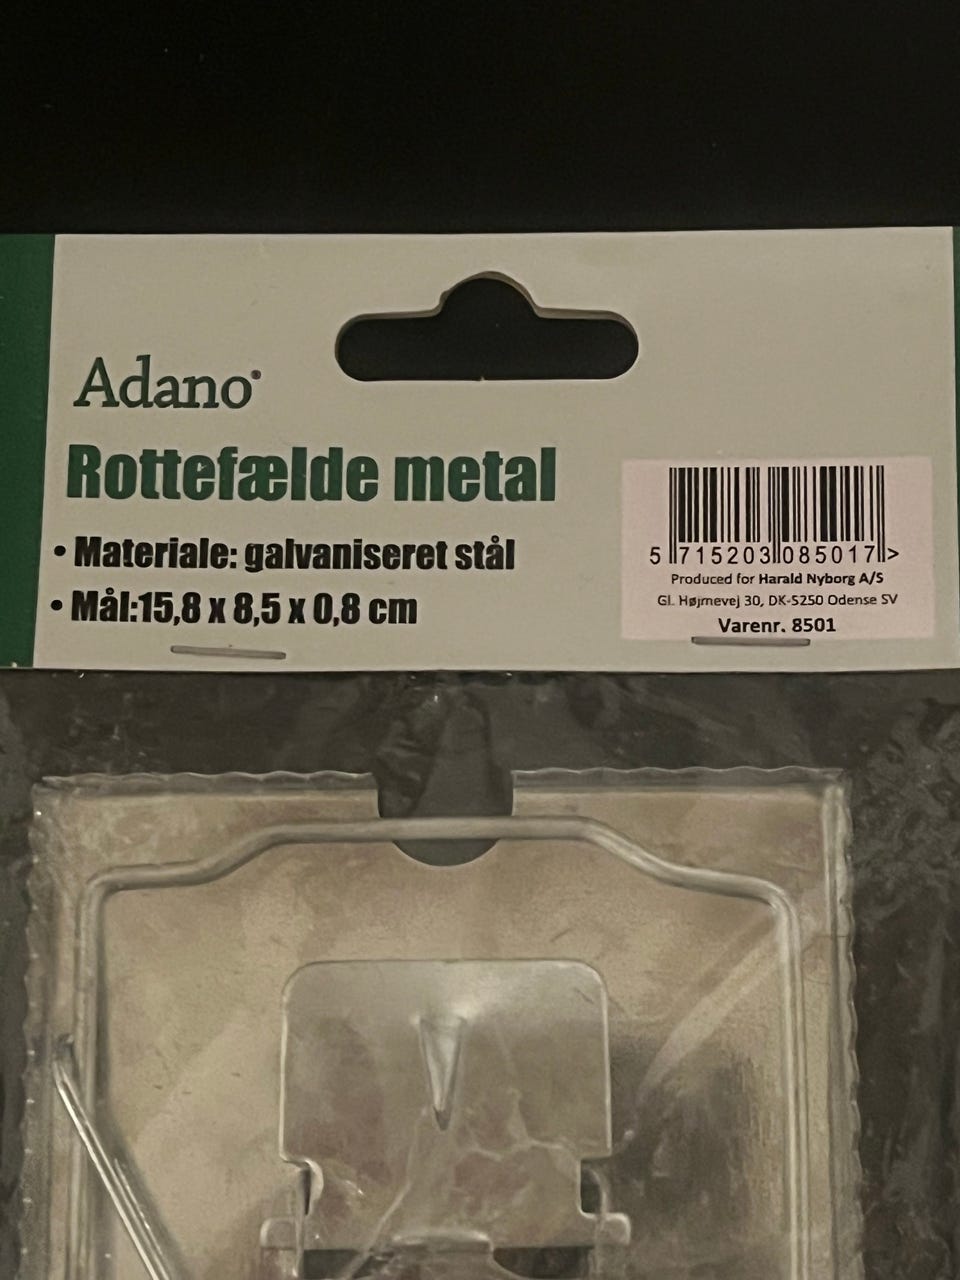 Adano®
Rottefælde metal
• Materiale: galvaniseret stål
• Mål:15,8 x 8,5 x 0,8 cm
5 715203 085017 >
Produced for Harald Nyborg A/S
Gl. Højmevej 30, DK-5250 Odense SV
Varenr. 8501